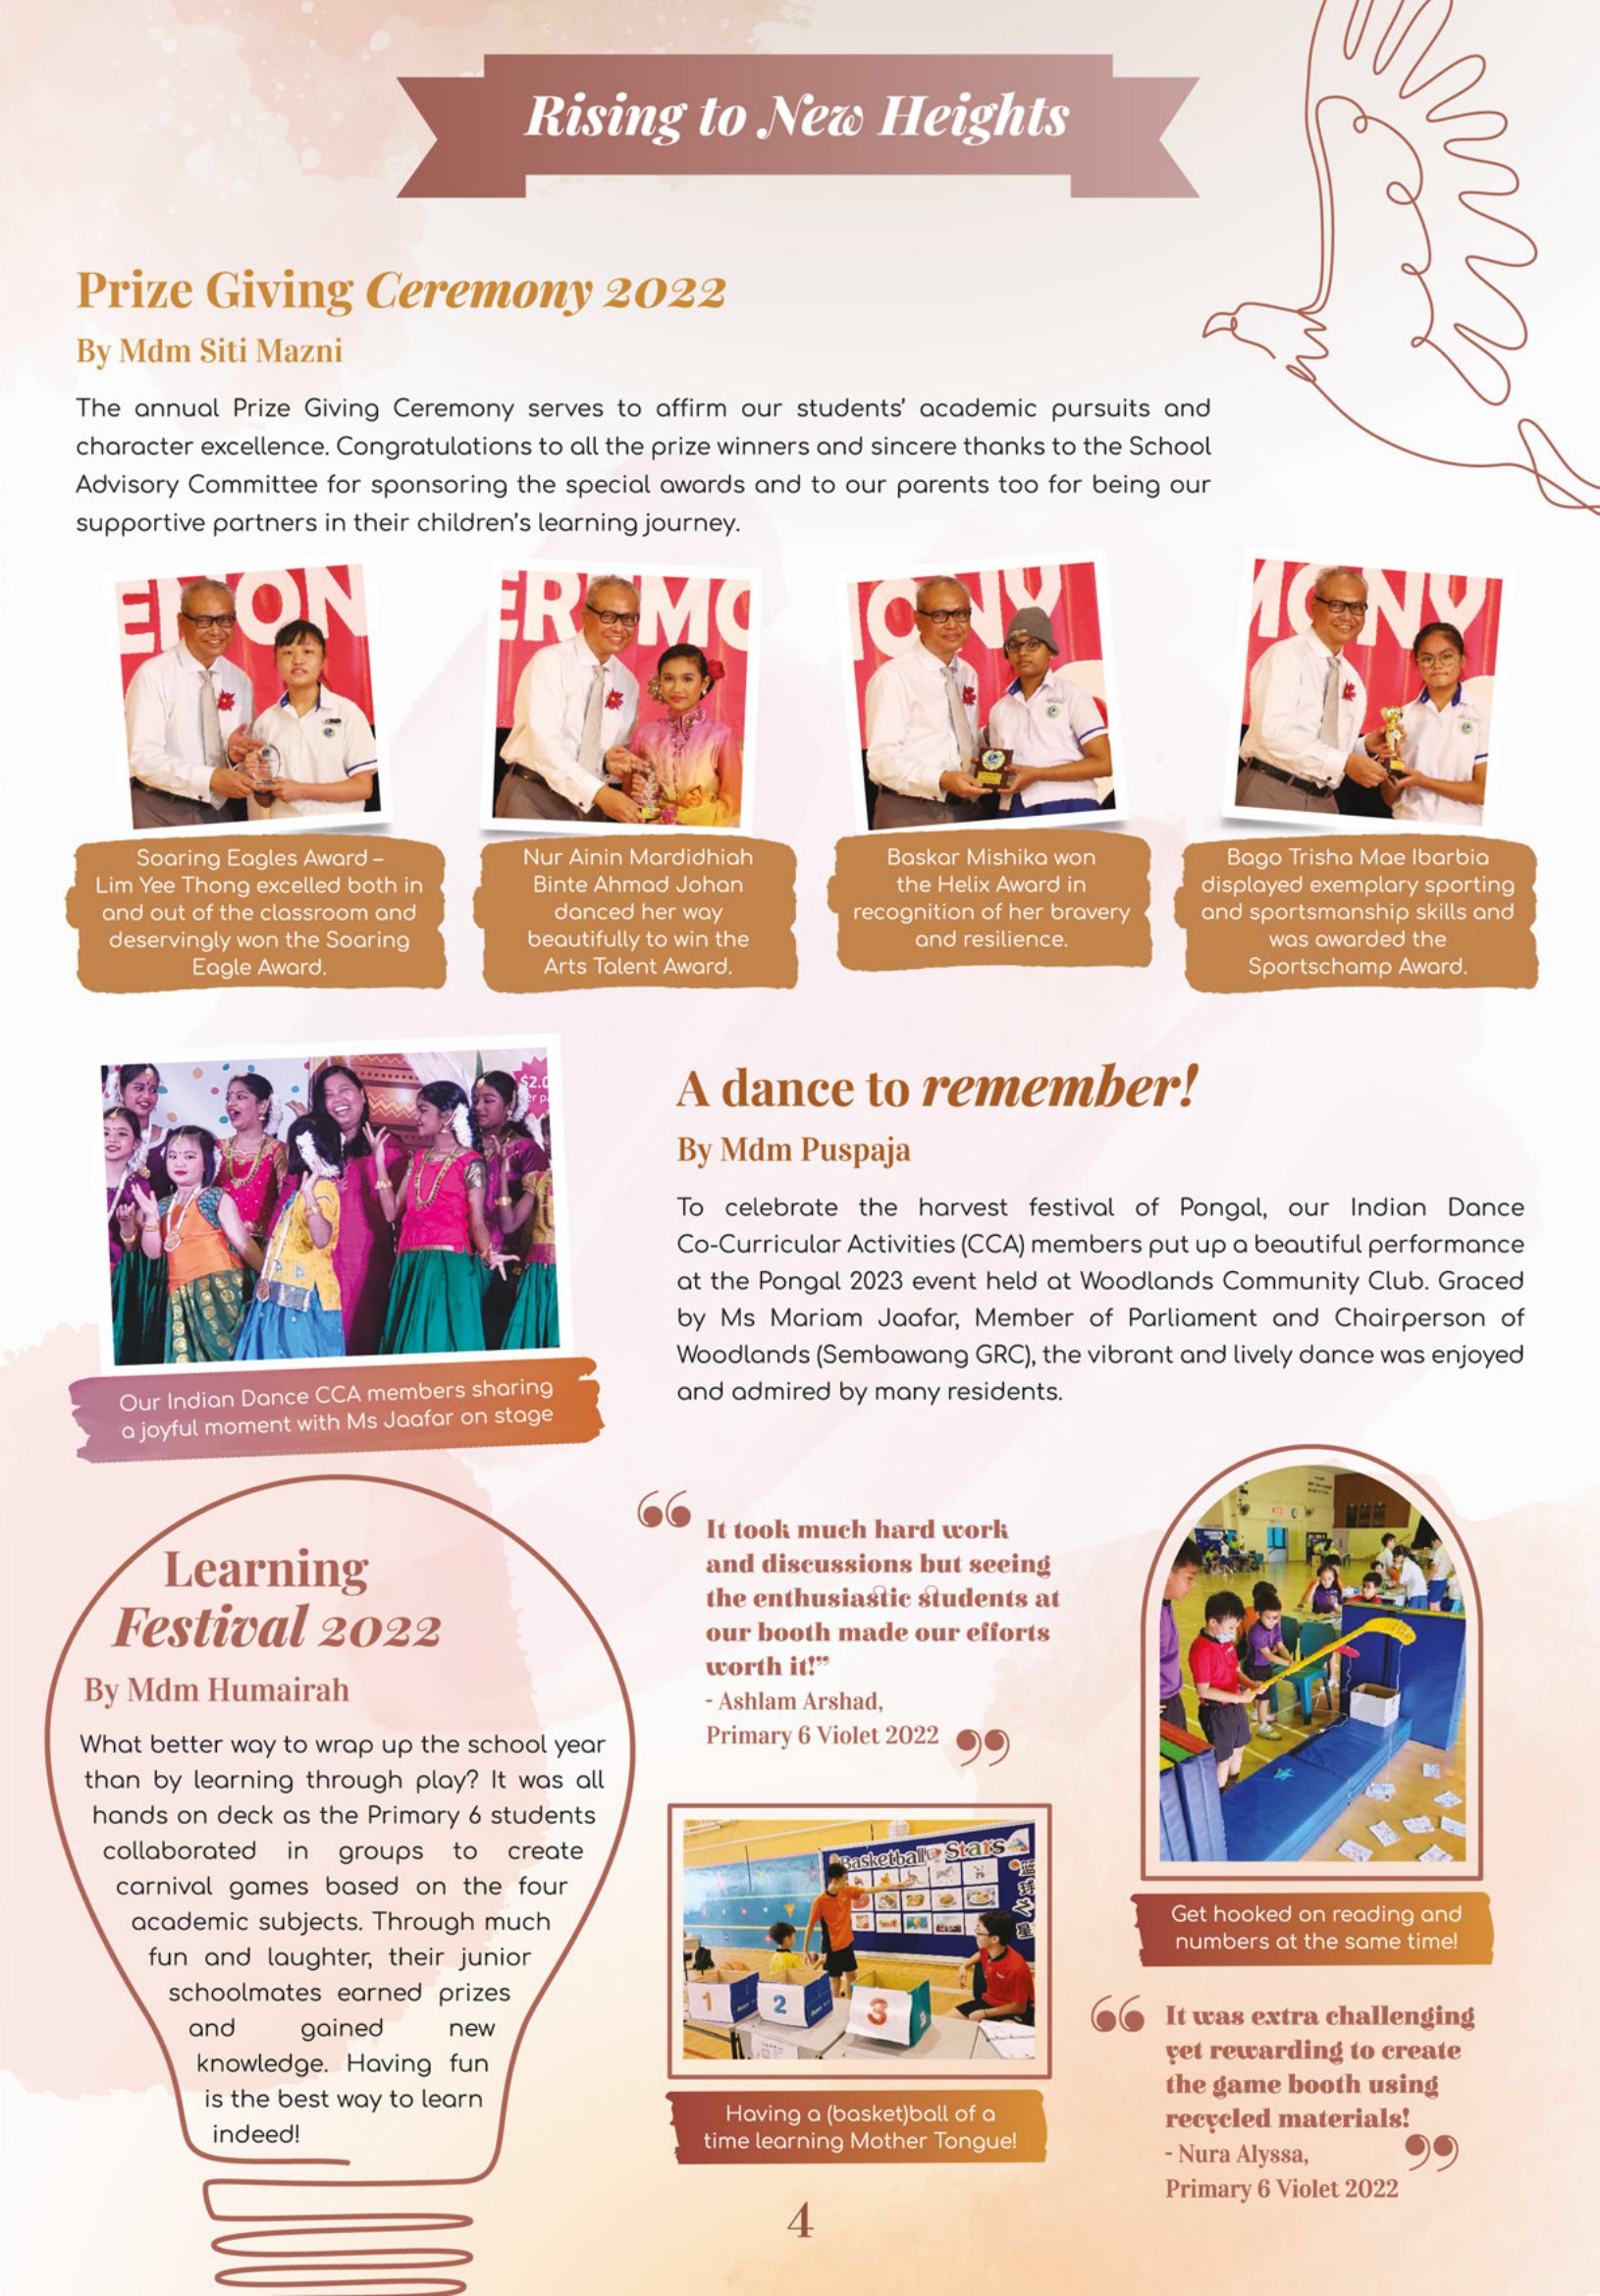 Rising to New Heights
Prize Giving Ceremony 2022
By Mdm Siti Mazni
The annual Prize Giving Ceremony serves to affirm our students' academic pursuits and
character excellence. Congratulations to all the prize winners and sincere thanks to the School
Advisory Committee for sponsoring the special awards and to our parents too for being our
supportive partners in their children's learning journey.
Soaring Eagles Award –
Lim Yee Thong excelled both in
and out of the classroom and
deservingly won the Soaring
Eagle Award.
Nur Ainin Mardidhiah
Binte Ahmad Johan
danced her way
beautifully to win the
Arts Talent Award.
Baskar Mishika won
the Helix Award in
recognition of her bravery
and resilience.
Bago Trisha Mae Ibarbia
displayed exemplary sporting
and sportsmanship skills and
was awarded the
Sportschamp Award.
Our Indian Dance CCA members sharing
a joyful moment with Ms Jaafar on stage
A dance to remember!
By Mdm Puspaja
To celebrate the harvest festival of Pongal, our Indian Dance
Co-Curricular Activities (CCA) members put up a beautiful performance
at the Pongal 2023 event held at Woodlands Community Club. Graced
by Ms Mariam Jaafar, Member of Parliament and Chairperson of
Woodlands (Sembawang GRC), the vibrant and lively dance was enjoyed
and admired by many residents.
Learning
Festival 2022
By Mdm Humairah
What better way to wrap up the school year
than by learning through play? It was all
hands on deck as the Primary 6 students
collaborated in groups to create
carnival games based on the four
academic subjects. Through much
fun and laughter, their junior
schoolmates earned prizes
and gained new
knowledge. Having fun
is the best way to learn
indeed!
“ It took much hard work
and discussions but seeing
the enthusiastic students at
our booth made our efforts
worth it!”
- Ashlam Arshad,
Primary 6 Violet 2022 ”
Basketball Stars
篮球之星
1 2 3
Having a (basket)ball of a
time learning Mother Tongue!
Get hooked on reading and
numbers at the same time!
“ It was extra challenging
yet rewarding to create
the game booth using
recycled materials!
- Nura Alyssa,
Primary 6 Violet 2022 ”
4